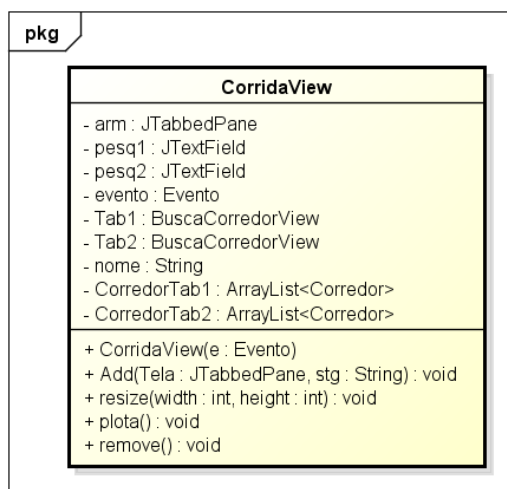 pkg
CorridaView
- arm : JTabbedPane
- pesq1 : JTextField
- pesq2 : JTextField
- evento : Evento
- Tab1 : BuscaCorredorView
- Tab2 : BuscaCorredorView
- nome : String
- CorredorTab1 : ArrayList<Corredor>
- CorredorTab2 : ArrayList<Corredor>
+ CorridaView(e : Evento)
+ Add(Tela : JTabbedPane, stg : String) : void
+ resize(width : int, height : int) : void
+ plota() : void
+ remove() : void